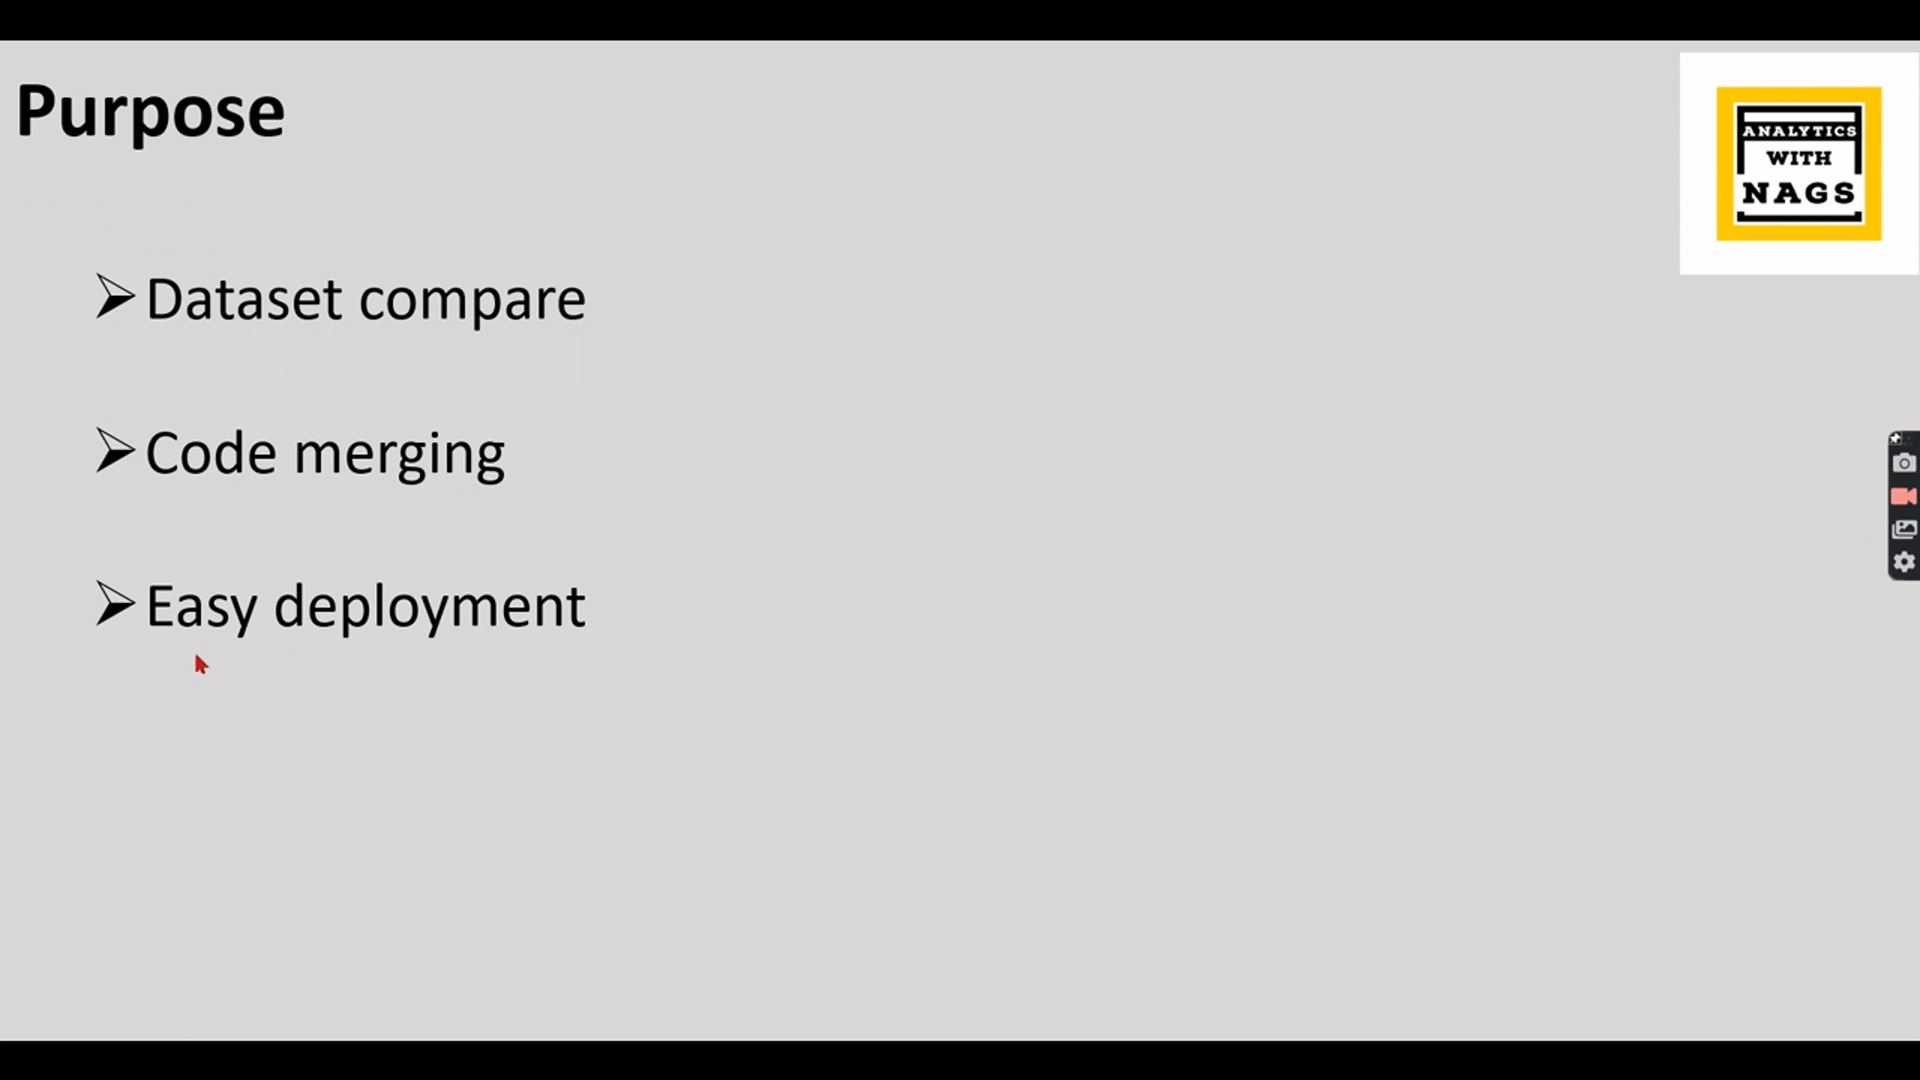 Purpose
ANALYTICS
WITH
NAGS
Dataset compare
Code merging
Easy deployment